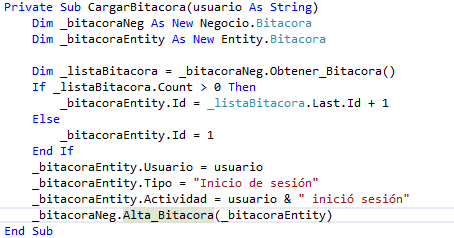 Private Sub CargarBitacora(usuario As String)
Dim _bitacoraNeg As New Negocio.Bitacora
Dim _bitacoraEntity As New Entity.Bitacora
Dim _listaBitacora = _bitacoraNeg.Obtener_Bitacora()
If _listaBitacora.Count > 0 Then
_bitacoraEntity.Id = _listaBitacora.Last.Id + 1
Else
_bitacoraEntity.Id = 1
End If
_bitacoraEntity.Usuario = usuario
_bitacoraEntity.Tipo = "Inicio de sesión"
_bitacoraEntity.Actividad = usuario & " inició sesión"
_bitacoraNeg.Alta_Bitacora(_bitacoraEntity)
End Sub